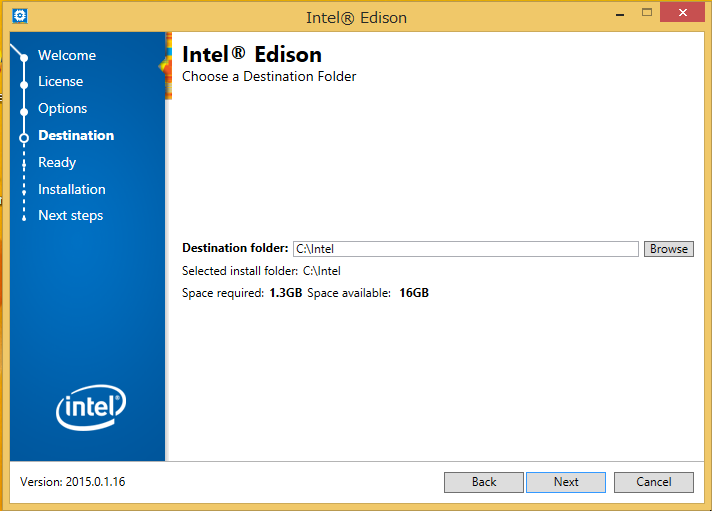 Intel® Edison
Welcome
License
Options
Destination
Ready
Installation
Next steps
intel
Intel® Edison
Choose a Destination Folder
Destination folder: C:\Intel Browse
Selected install folder: C:\Intel
Space required: 1.3GB Space available: 16GB
Version: 2015.0.1.16
Back Next Cancel